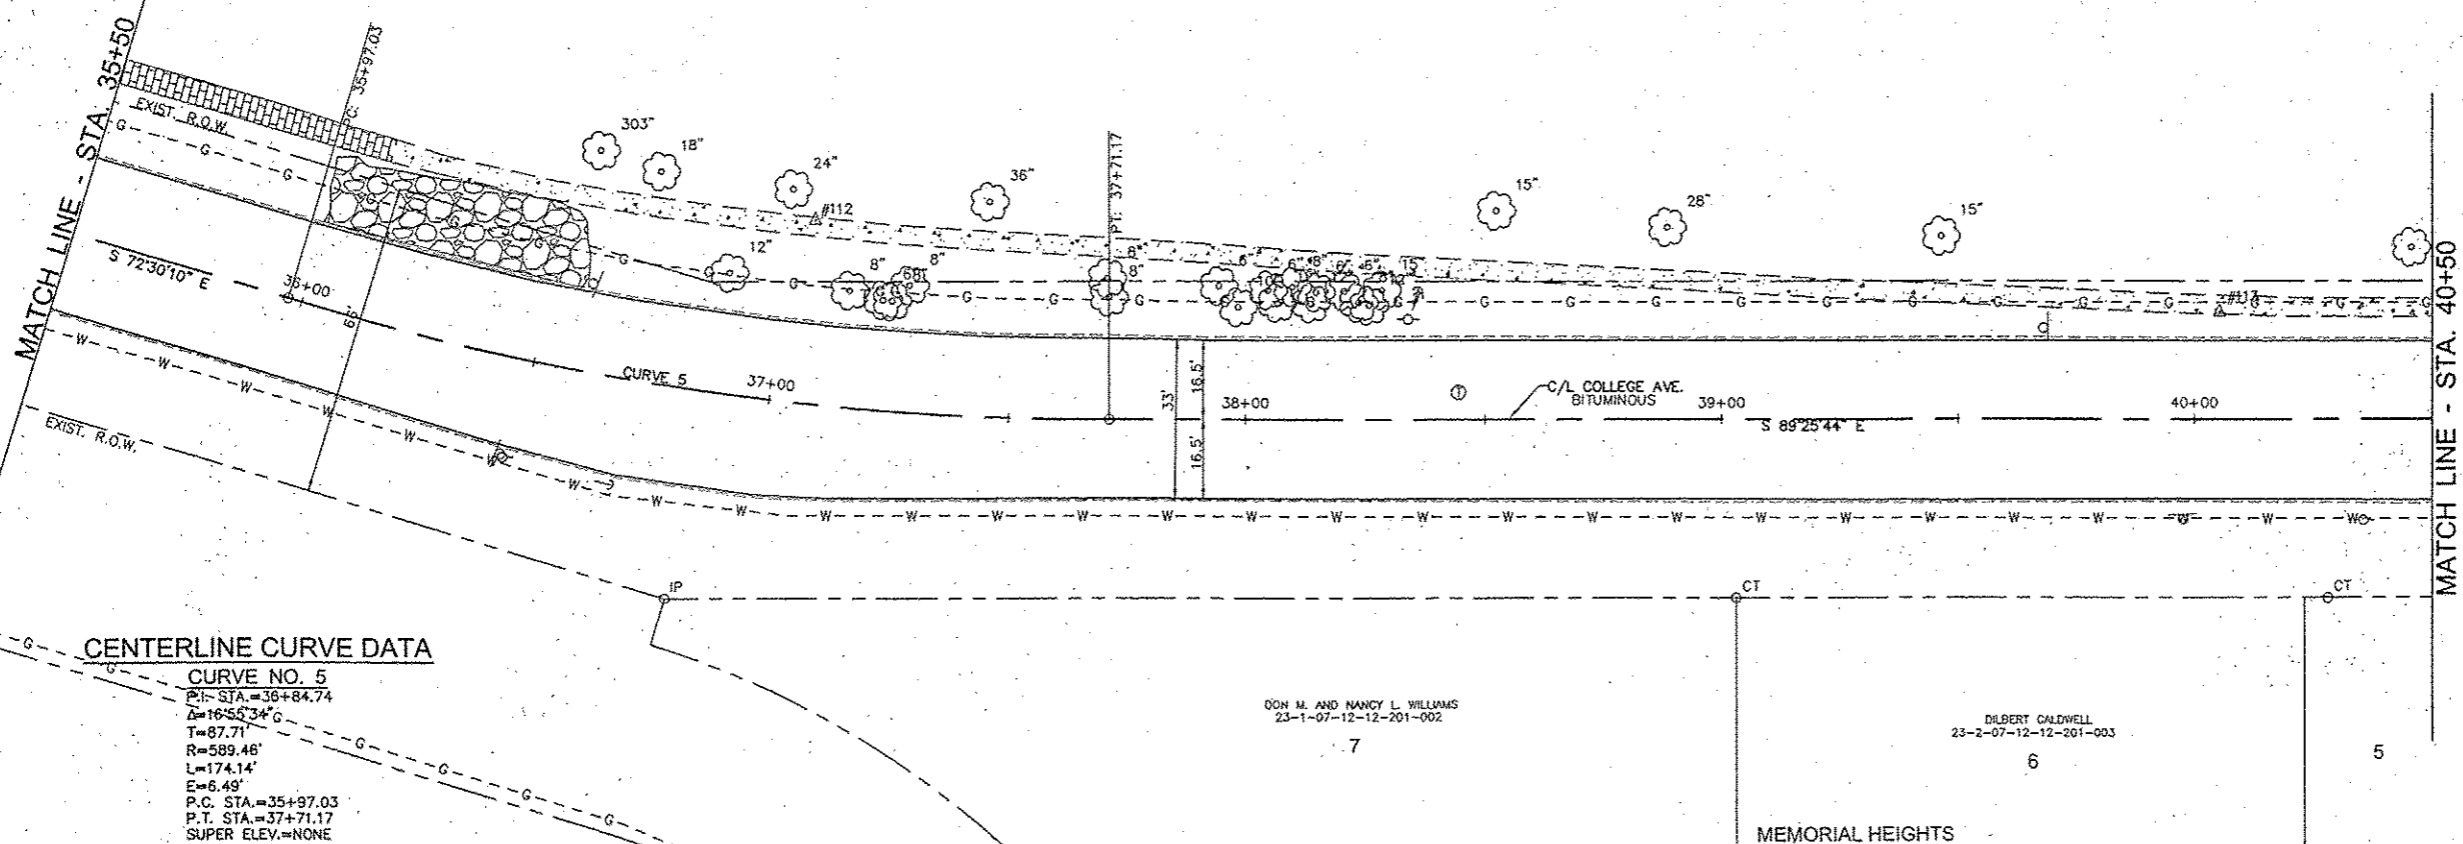 MATCH LINE - STA. 35+50
EXIST. R.O.W.
P.C. 35+97.03
303"
18"
24"
36"
#112
12"
8"
8"
P.T. 37+71.17
8"
8"
6"
15"
28"
15"
#113
S 72°30'10" E
36+00
66'
CURVE 5
37+00
33'
16.5'
16.5'
38+00
C/L COLLEGE AVE.
BITUMINOUS
39+00
S 89°25'44" E
40+00
MATCH LINE - STA. 40+50
EXIST. R.O.W.
IP
CT
CT
CENTERLINE CURVE DATA
CURVE NO. 5
P.I. STA.=36+84.74
Δ=16°55'34"
T=87.71'
R=589.46'
L=174.14'
E=6.49'
P.C. STA.=35+97.03
P.T. STA.=37+71.17
SUPER ELEV.=NONE
DON M. AND NANCY L. WILLIAMS
23-1-07-12-12-201-002
7
DILBERT CALDWELL
23-2-07-12-12-201-003
6
5
MEMORIAL HEIGHTS